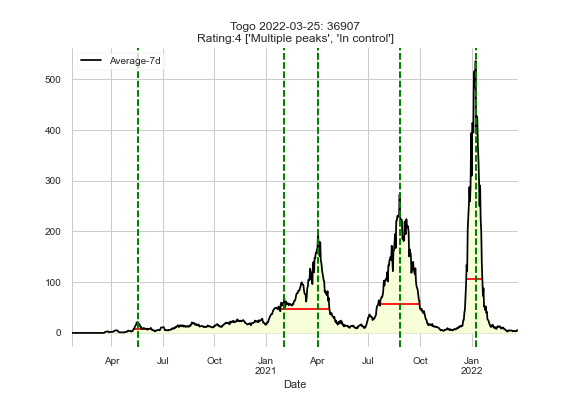 Togo 2022-03-25: 36907
Rating:4 ['Multiple peaks', 'In control']
Average-7d
500
400
300
200
100
0
Apr Jul Oct Jan Apr Jul Oct Jan
2021 2022
Date